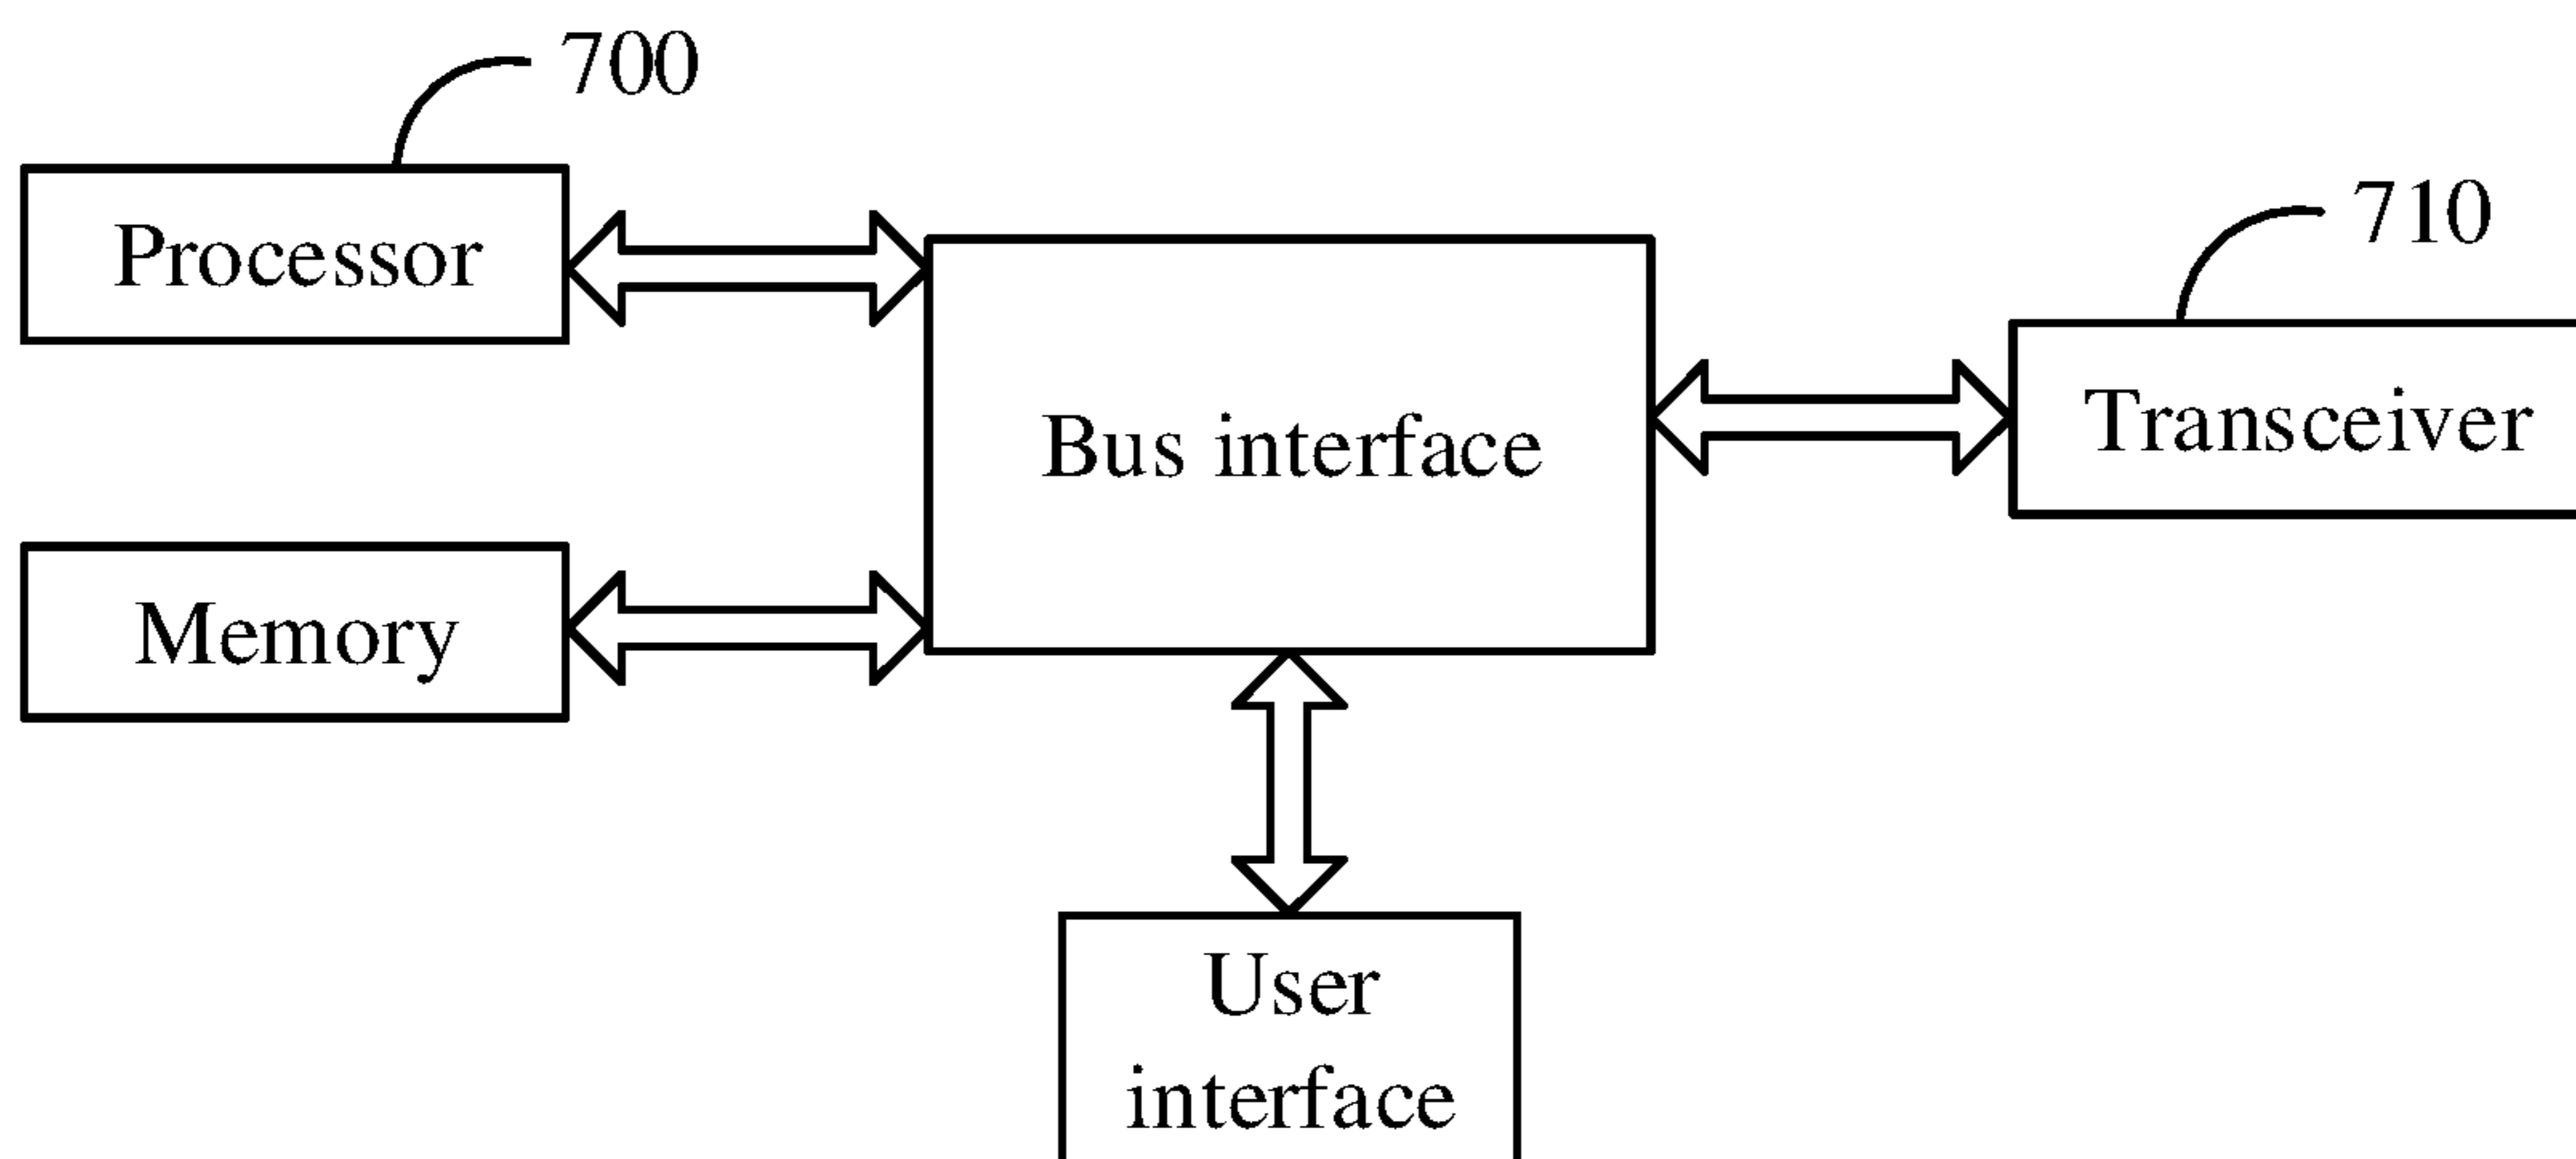 700
710
Processor
Bus interface
Transceiver
Memory
User
interface